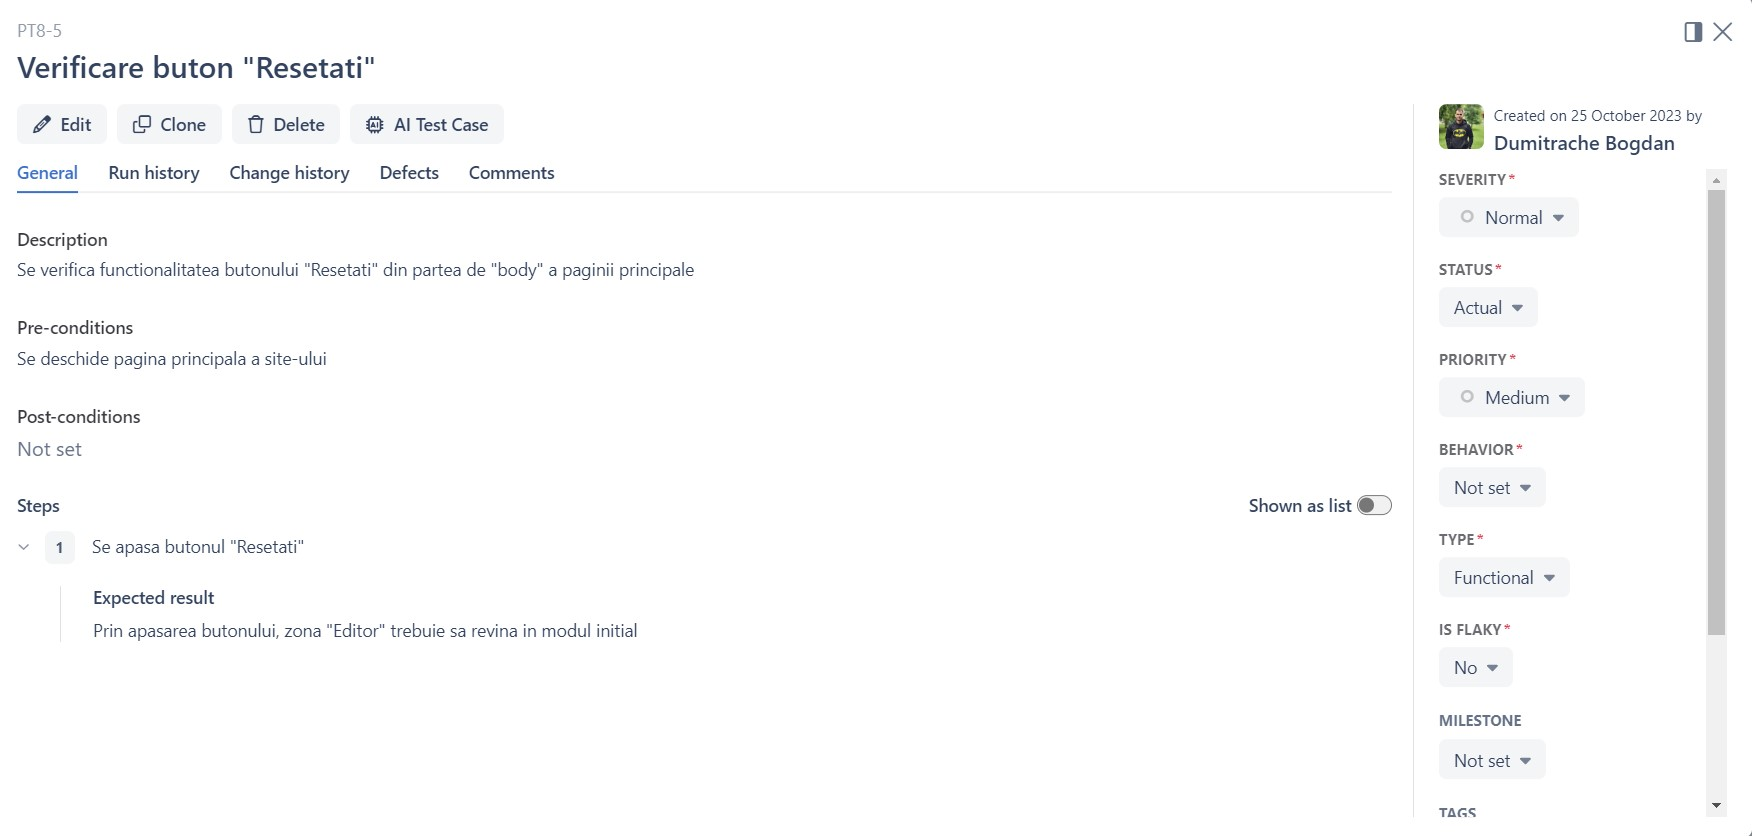 PT8-5
Verificare buton "Resetati"
Edit
Clone
Delete
AI Test Case
General
Run history
Change history
Defects
Comments
Description
Se verifica functionalitatea butonului "Resetati" din partea de "body" a paginii principale
Pre-conditions
Se deschide pagina principala a site-ului
Post-conditions
Not set
Steps
Shown as list
1
Se apasa butonul "Resetati"
Expected result
Prin apasarea butonului, zona "Editor" trebuie sa revina in modul initial
Created on 25 October 2023 by
Dumitrache Bogdan
SEVERITY*
Normal
STATUS*
Actual
PRIORITY*
Medium
BEHAVIOR*
Not set
TYPE*
Functional
IS FLAKY*
No
MILESTONE
Not set
TAGS